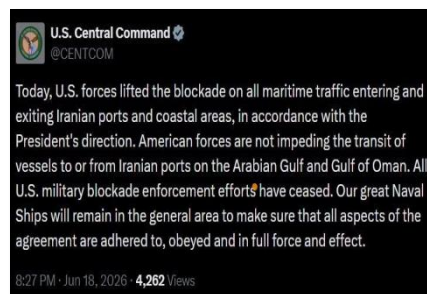 U.S. Central Command
@CENTCOM
Today, U.S. forces lifted the blockade on all maritime traffic entering and
exiting Iranian ports and coastal areas, in accordance with the
President's direction. American forces are not impeding the transit of
vessels to or from Iranian ports on the Arabian Gulf and Gulf of Oman. All
U.S. military blockade enforcement efforts have ceased. Our great Naval
Ships will remain in the general area to make sure that all aspects of the
agreement are adhered to, obeyed and in full force and effect.
8:27 PM · Jun 18, 2026 · 4,262 Views